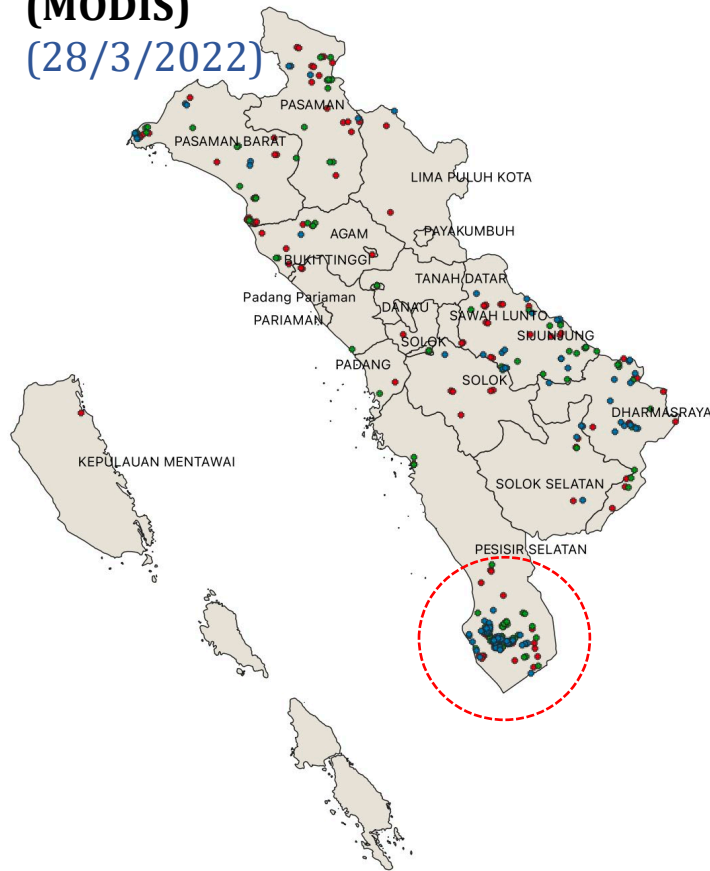 (MODIS)
(28/3/2022)
PASAMAN
PASAMAN BARAT
LIMA PULUH KOTA
PAYAKUMBUH
AGAM
BUKITTINGGI
TANAH DATAR
Padang Pariaman
DANAU
SAWAH LUNTO
PARIAMAN
SIJUNJUNG
SOLOK
PADANG
SOLOK
DHARMASRAYA
KEPULAUAN MENTAWAI
SOLOK SELATAN
PESISIR SELATAN